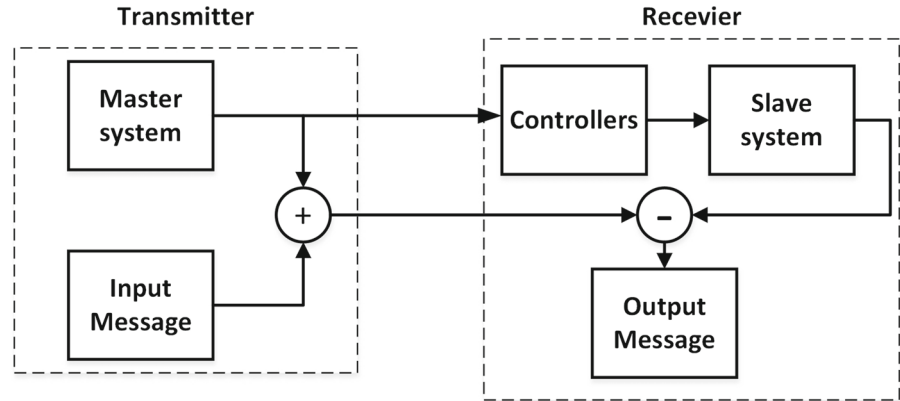 Transmitter
Recevier
Master
system
Controllers
Slave
system
+
-
Input
Message
Output
Message